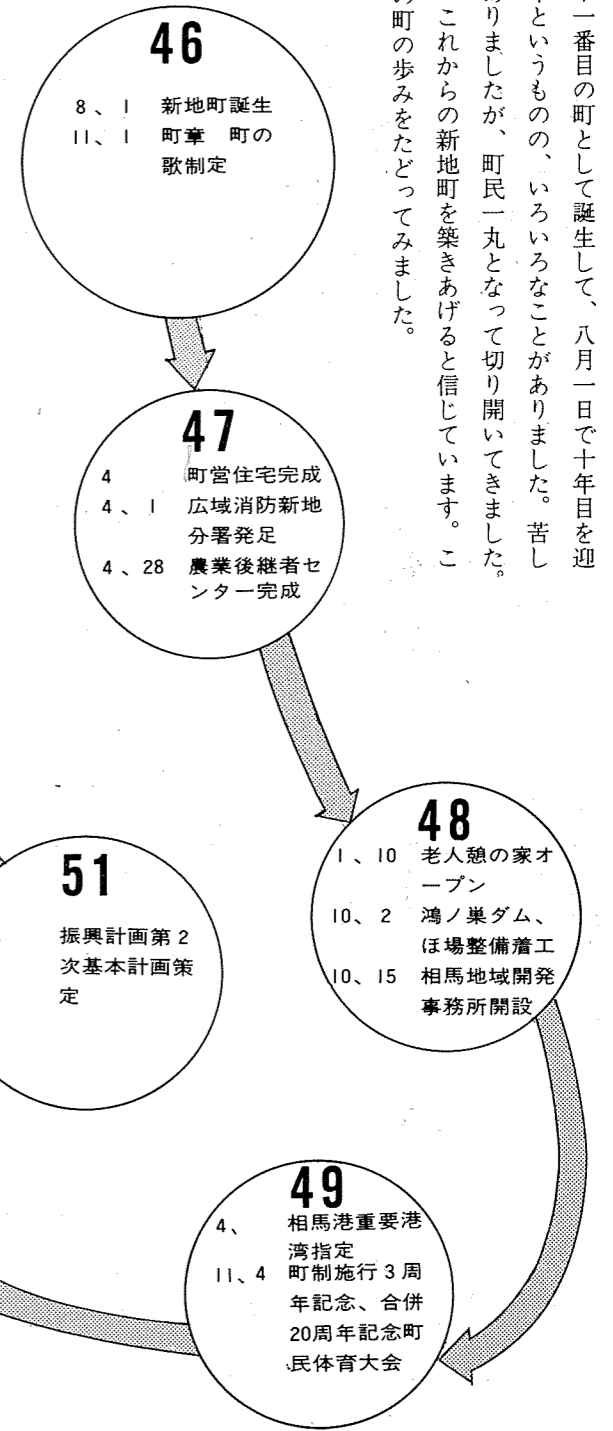 一番目の町として誕生して、八月一日で十年目を迎
というものの、いろいろなことがありました。苦し
りましたが、町民一丸となって切り開いてきました。
これからの新地町を築きあげると信じています。こ
町の歩みをたどってみました。
46
8、1 新地町誕生
11、1 町章 町の
歌制定
47
4 町営住宅完成
4、1 広域消防新地
分署発足
4、28 農業後継者セ
ンター完成
48
1、10 老人憩の家オ
ープン
10、2 鴻ノ巣ダム、
ほ場整備着工
10、15 相馬地域開発
事務所開設
49
4、 相馬港重要港
湾指定
11、4 町制施行3周
年記念、合併
20周年記念町
民体育大会
51
振興計画第2
次基本計画策
定